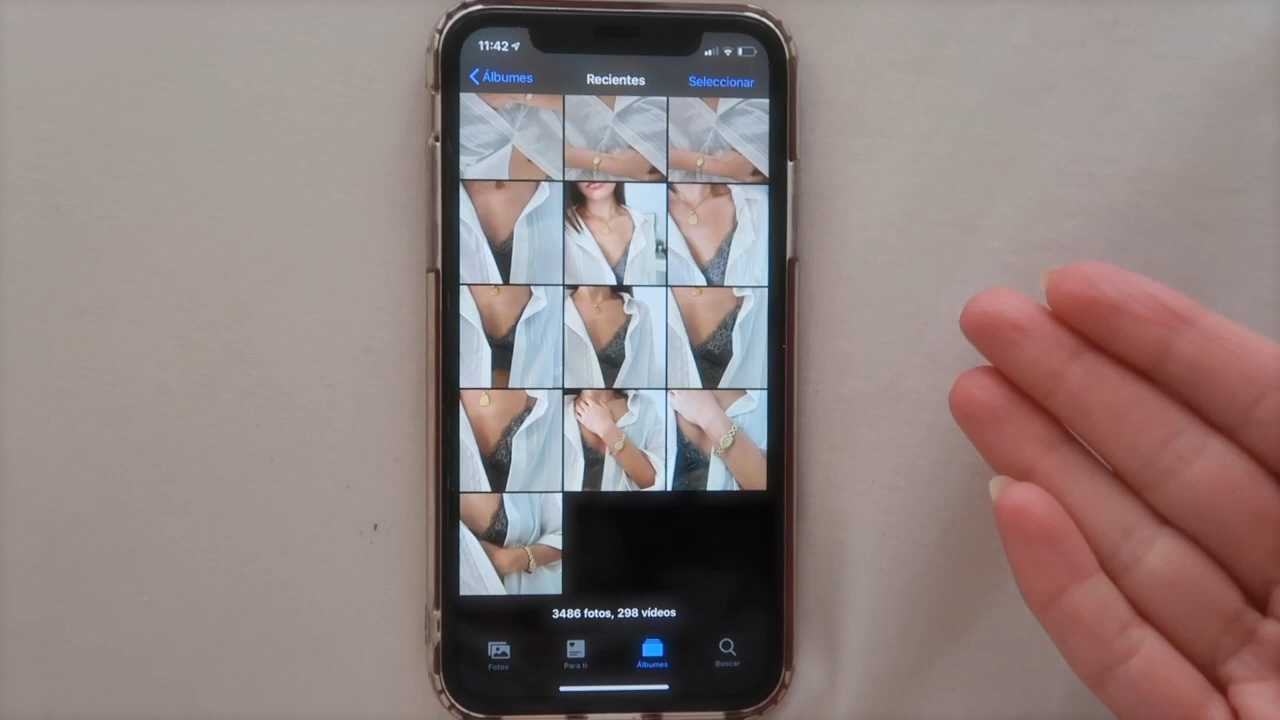 11:42
Álbumes Recientes Seleccionar
3486 fotos, 298 vídeos
Fotos Para ti Álbumes Buscar